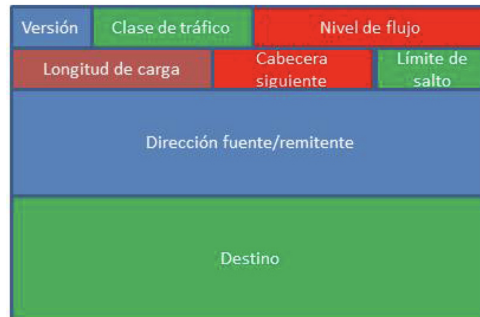 Versión Clase de tráfico Nivel de flujo
Longitud de carga Cabecera siguiente Límite de salto
Dirección fuente/remitente
Destino